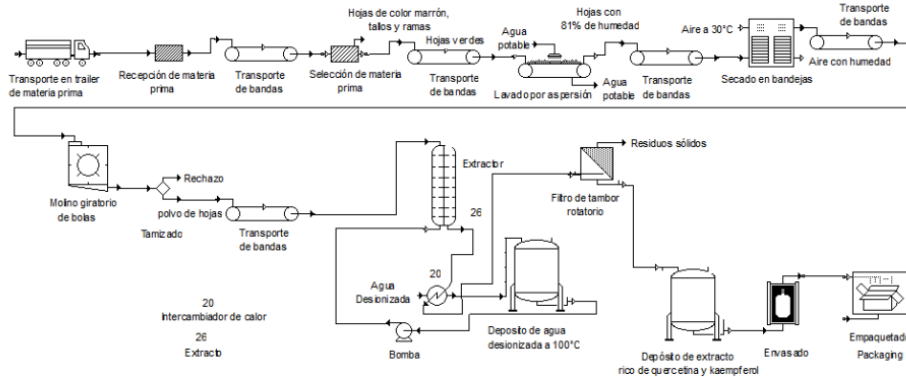 Hojas de color marrón,
tallos y ramas
Hojas verdes
Agua
potable
Hojas con
81% de humedad
Aire a 30°C
Transporte
de bandas
Transporte en trailer
de materia prima
Recepción de materia
prima
Transporte
de bandas
Selección de materia
prima
Transporte
de bandas
Lavado por aspersión
Agua
potable
Transporte
de bandas
Secado en bandejas
Aire con humedad
Molino giratorio
de bolas
Rechazo
polvo de hojas
Tamizado
Transporte
de bandas
Extractor
26
Residuos sólidos
Filtro de tambor
rotatorio
20
Agua
Desionizada
Bomba
Deposito de agua
desionizada a 100°C
20
Intercambiador de calor
26
Extracto
Depósito de extracto
rico de quercetina y kaempferol
Envasado
Empaquetado
Packaging